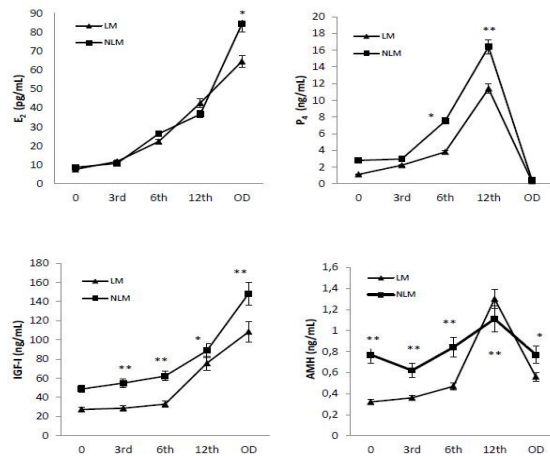 90
80
70
60
50
40
30
20
10
0
E2 (pg/mL)
LM
NLM
*
0 3rd 6th 12th OD
20
18
16
14
12
10
8
6
4
2
0
P4 (ng/mL)
LM
NLM
*
**
0 3rd 6th 12th OD
180
160
140
120
100
80
60
40
20
0
IGF-I (ng/mL)
LM
NLM
** ** * **
0 3rd 6th 12th OD
1,6
1,4
1,2
1
0,8
0,6
0,4
0,2
0
AMH (ng/mL)
LM
NLM
** ** ** ** *
0 3rd 6th 12th OD